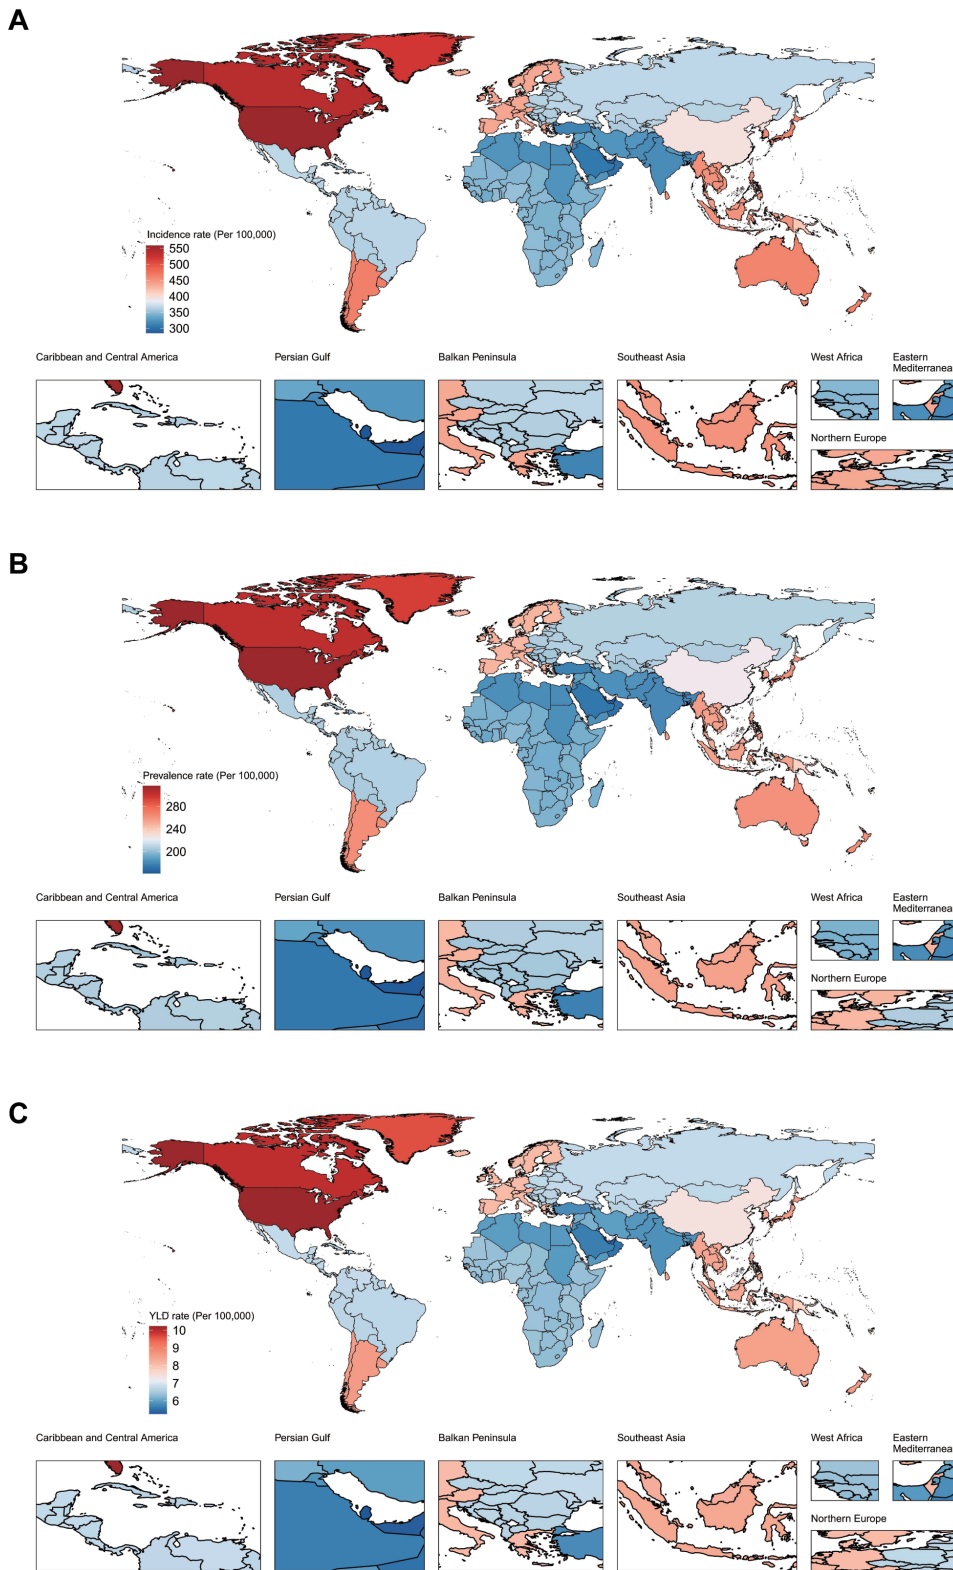 A
Incidence rate (Per 100,000)
550
500
450
400
350
300
Caribbean and Central America
Persian Gulf
Balkan Peninsula
Southeast Asia
West Africa
Eastern
Mediterranea
Northern Europe
B
Prevalence rate (Per 100,000)
280
240
200
Caribbean and Central America
Persian Gulf
Balkan Peninsula
Southeast Asia
West Africa
Eastern
Mediterranea
Northern Europe
C
YLD rate (Per 100,000)
10
9
8
7
6
Caribbean and Central America
Persian Gulf
Balkan Peninsula
Southeast Asia
West Africa
Eastern
Mediterranea
Northern Europe